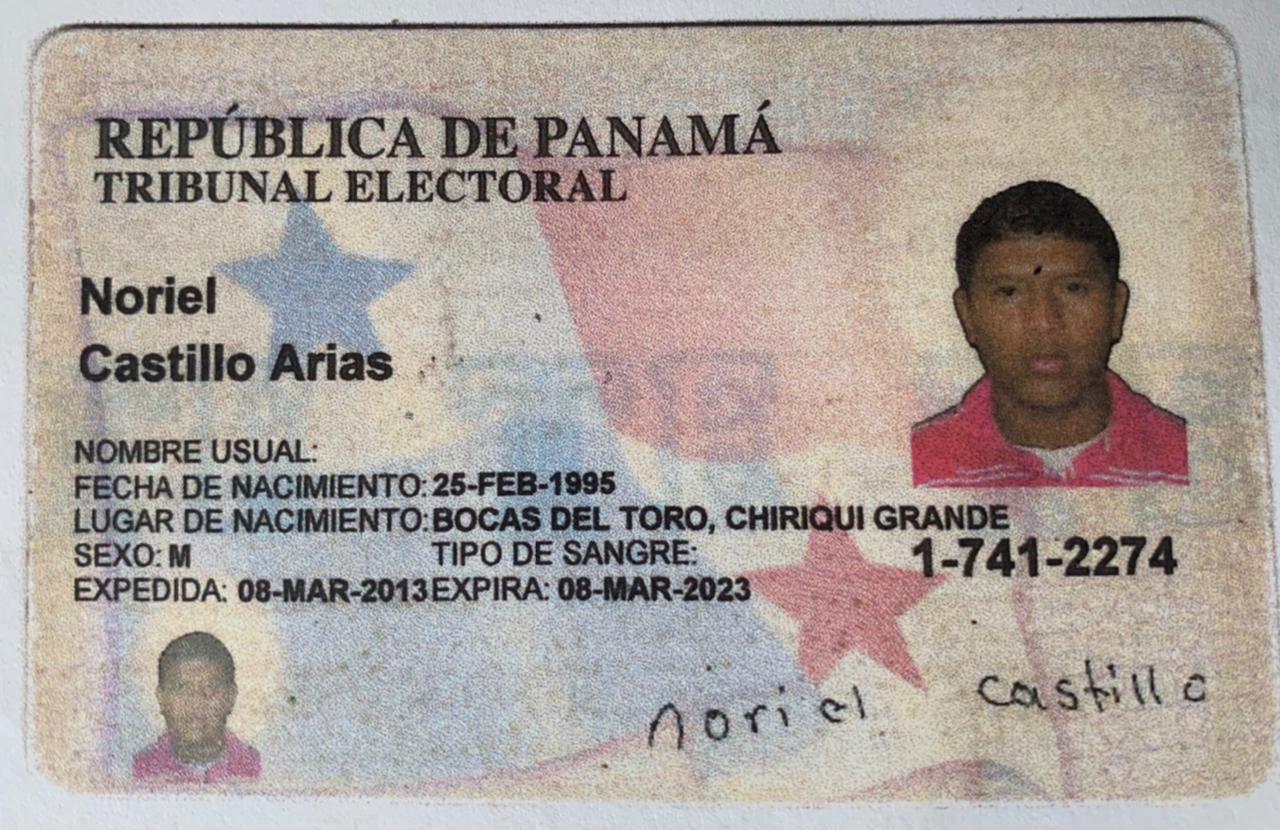 REPÚBLICA DE PANAMÁ
TRIBUNAL ELECTORAL
Noriel
Castillo Arias
NOMBRE USUAL:
FECHA DE NACIMIENTO: 25-FEB-1995
LUGAR DE NACIMIENTO: BOCAS DEL TORO, CHIRIQUI GRANDE
SEXO: M TIPO DE SANGRE:
1-741-2274
EXPEDIDA: 08-MAR-2013 EXPIRA: 08-MAR-2023
noriel castillo